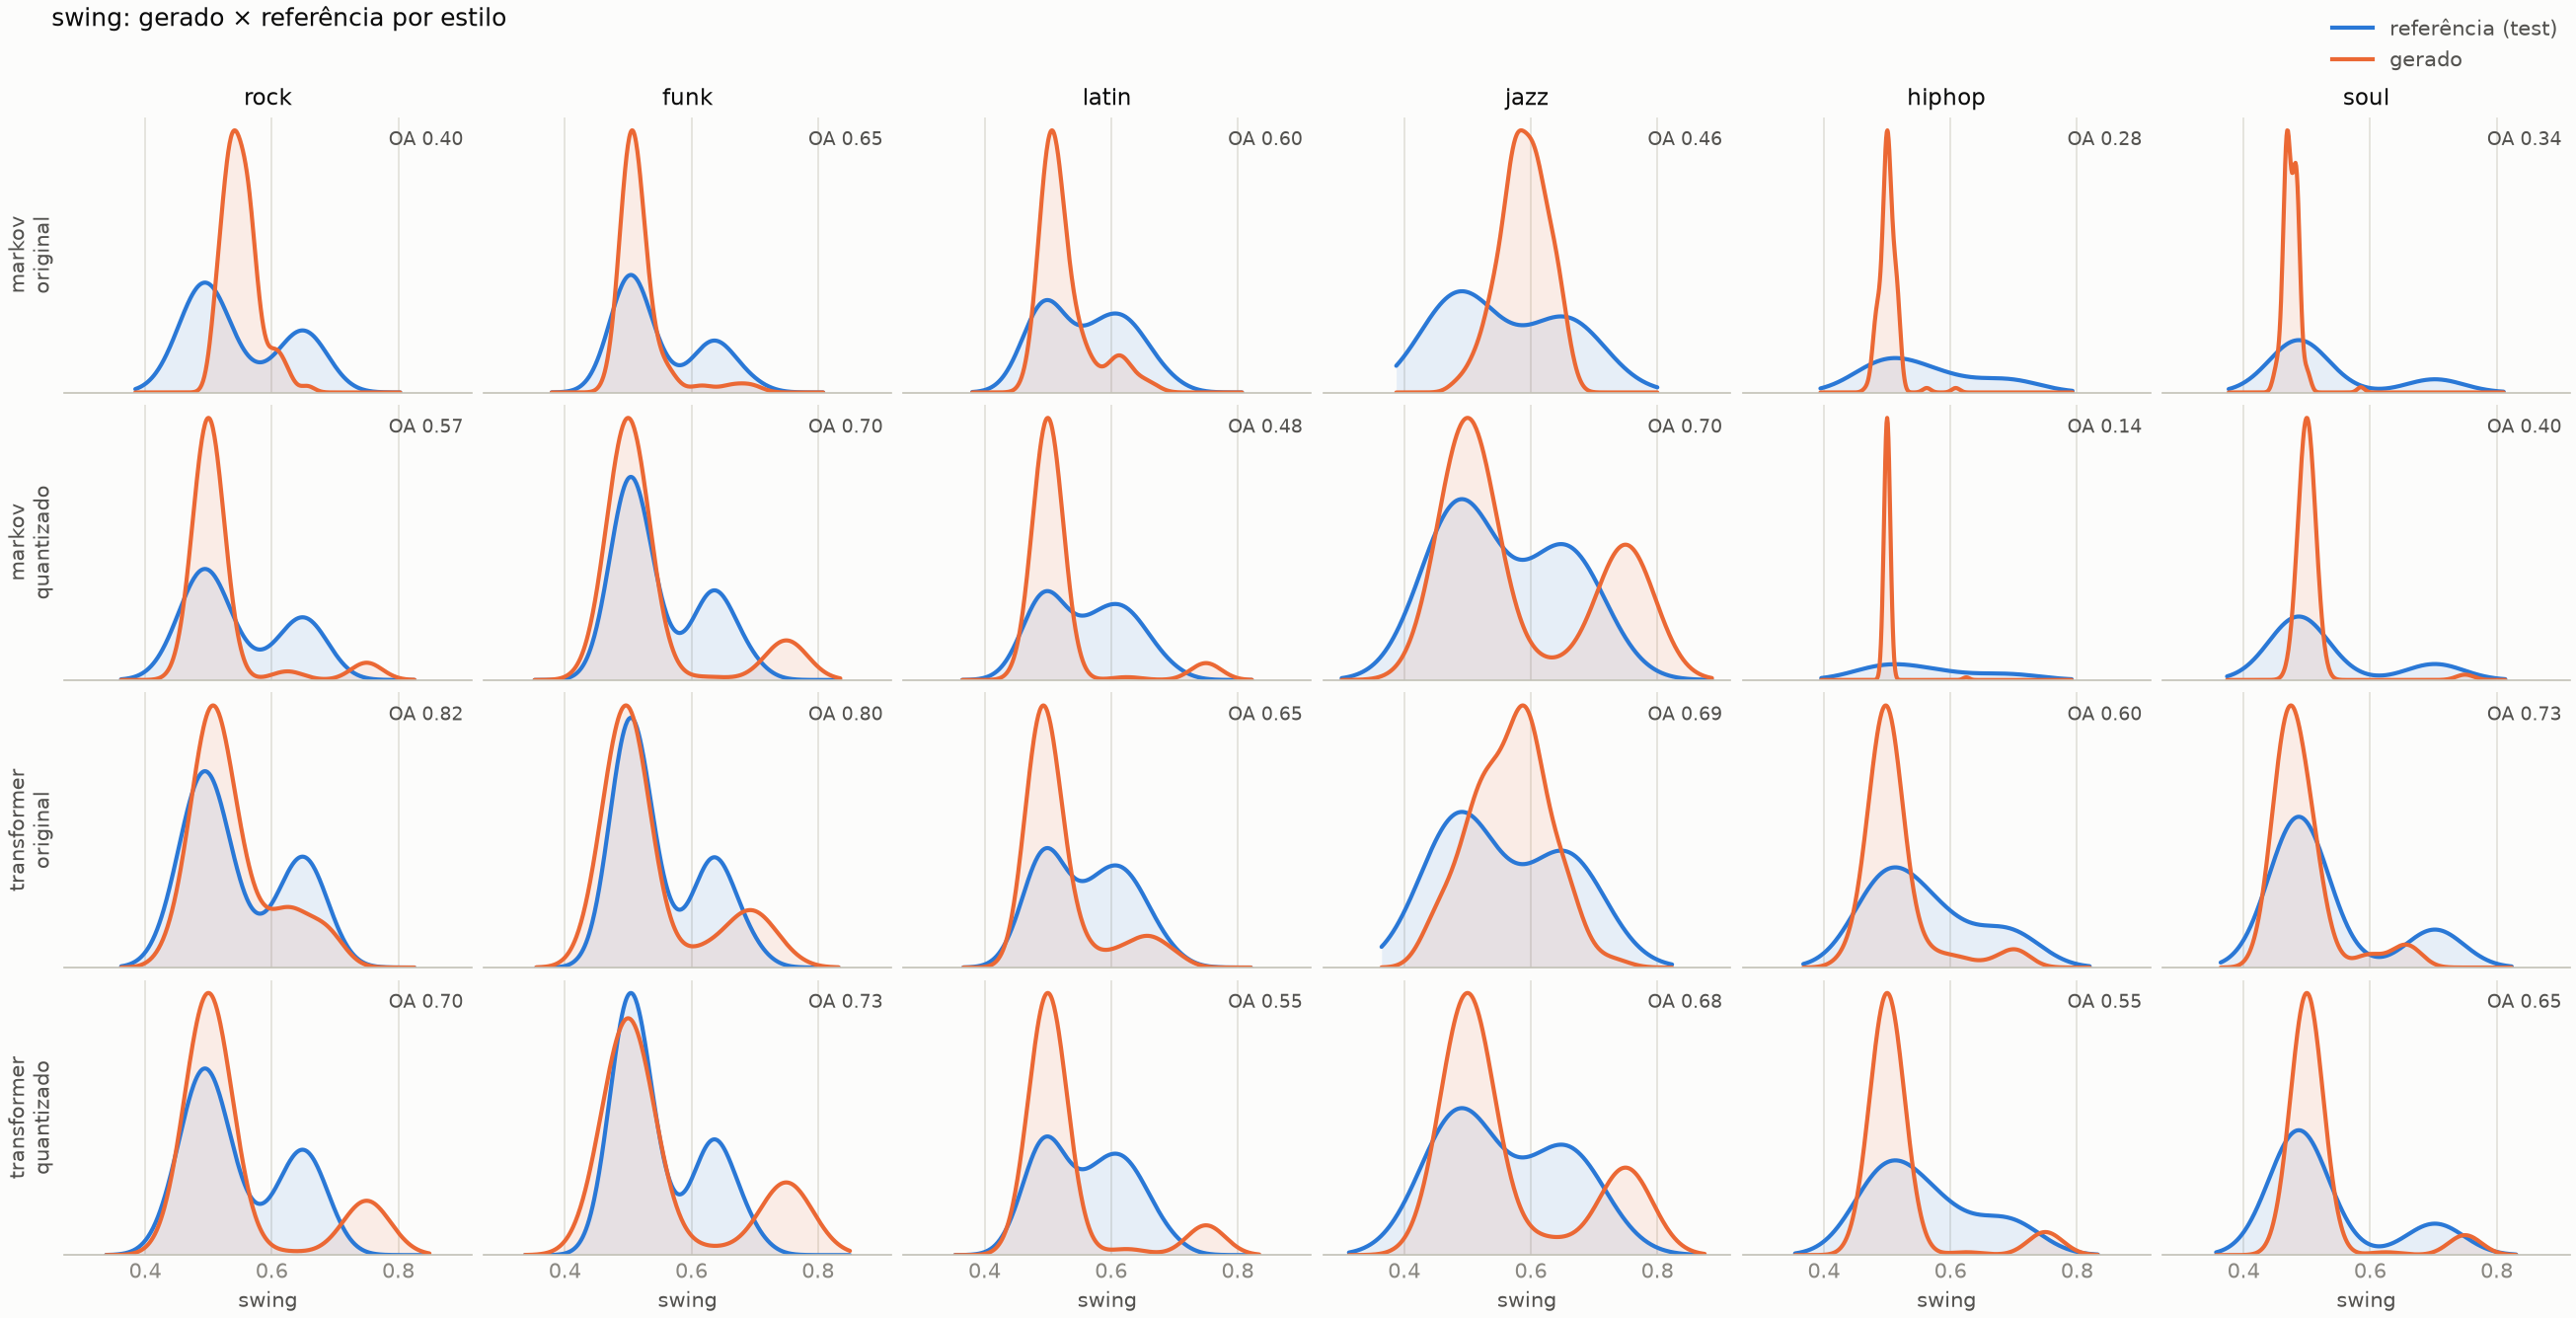 swing: gerado × referência por estilo
referência (test)
gerado
rock
funk
latin
jazz
hiphop
soul
markov
original
OA 0.40
OA 0.65
OA 0.60
OA 0.46
OA 0.28
OA 0.34
markov
quantizado
OA 0.57
OA 0.70
OA 0.48
OA 0.70
OA 0.14
OA 0.40
transformer
original
OA 0.82
OA 0.80
OA 0.65
OA 0.69
OA 0.60
OA 0.73
transformer
quantizado
OA 0.70
OA 0.73
OA 0.55
OA 0.68
OA 0.55
OA 0.65
0.4 0.6 0.8
0.4 0.6 0.8
0.4 0.6 0.8
0.4 0.6 0.8
0.4 0.6 0.8
0.4 0.6 0.8
swing
swing
swing
swing
swing
swing